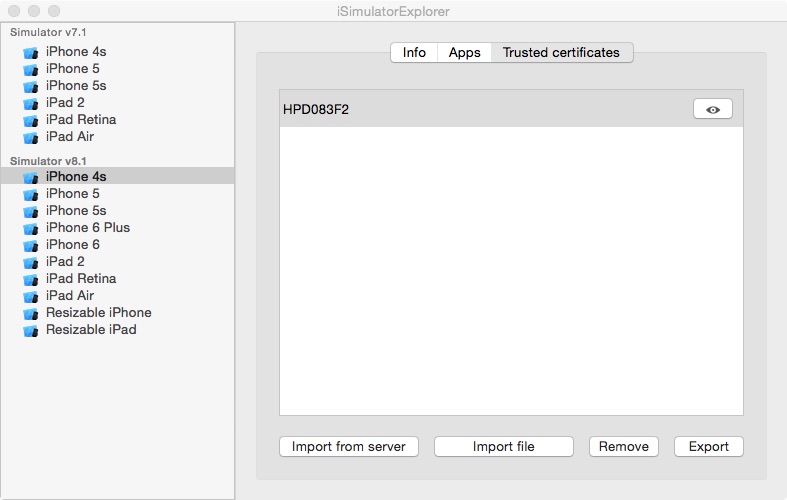 iSimulatorExplorer
Simulator v7.1
iPhone 4s
iPhone 5
iPhone 5s
iPad 2
iPad Retina
iPad Air
Simulator v8.1
iPhone 4s
iPhone 5
iPhone 5s
iPhone 6 Plus
iPhone 6
iPad 2
iPad Retina
iPad Air
Resizable iPhone
Resizable iPad
Info Apps Trusted certificates
HPD083F2
Import from server Import file Remove Export